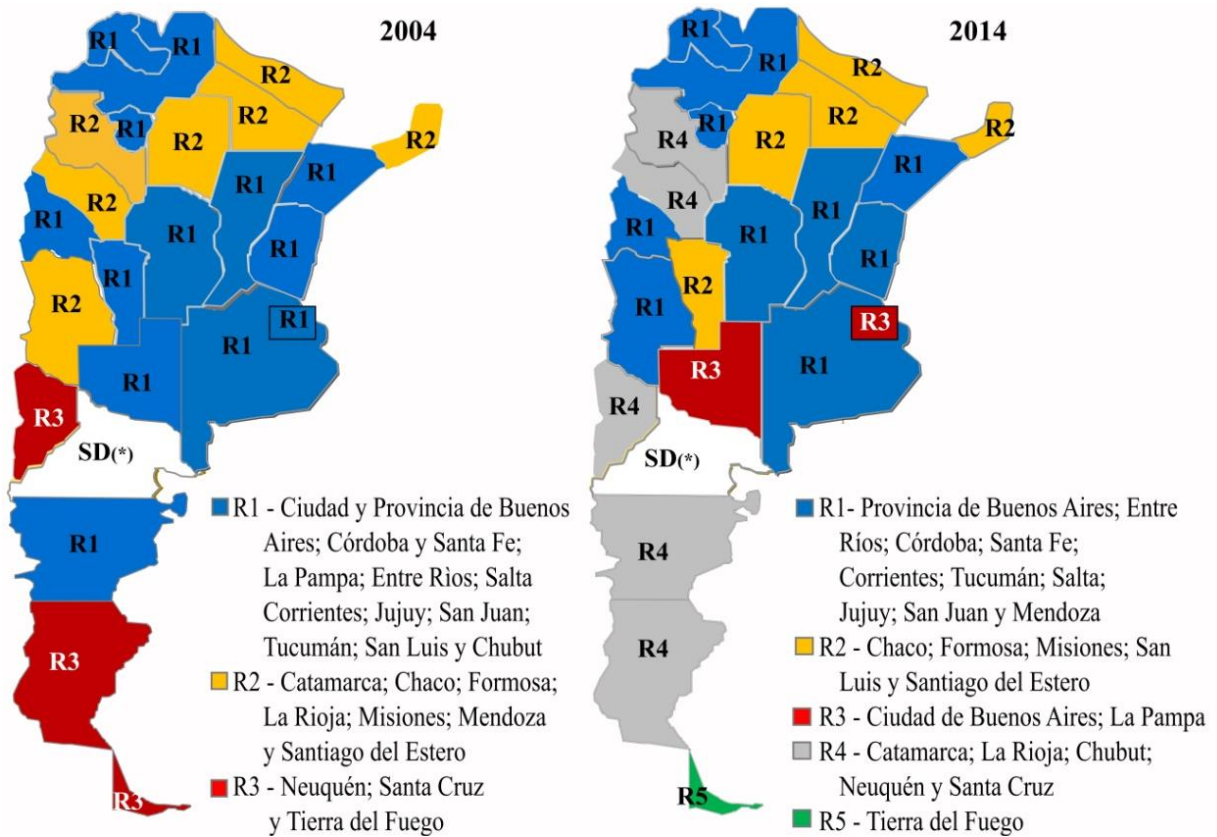 2004
R1
R1
R2
R2
R2
R1
R2
R2
R1
R1
R2
R1
R1
R1
R1
R2
R1
R1
R1
R3
SD(*)
R1
R3
R3
R1 - Ciudad y Provincia de Buenos
Aires; Córdoba y Santa Fe;
La Pampa; Entre Rìos; Salta
Corrientes; Jujuy; San Juan;
Tucumán; San Luis y Chubut
R2 - Catamarca; Chaco; Formosa;
La Rioja; Misiones; Mendoza
y Santiago del Estero
R3 - Neuquén; Santa Cruz
y Tierra del Fuego
2014
R1
R1
R2
R2
R1
R2
R2
R4
R1
R4
R1
R1
R1
R1
R2
R1
R3
R1
R3
R4
SD(*)
R4
R4
R5
R1- Provincia de Buenos Aires; Entre
Ríos; Córdoba; Santa Fe;
Corrientes; Tucumán; Salta;
Jujuy; San Juan y Mendoza
R2 - Chaco; Formosa; Misiones; San
Luis y Santiago del Estero
R3 - Ciudad de Buenos Aires; La Pampa
R4 - Catamarca; La Rioja; Chubut;
Neuquén y Santa Cruz
R5 - Tierra del Fuego